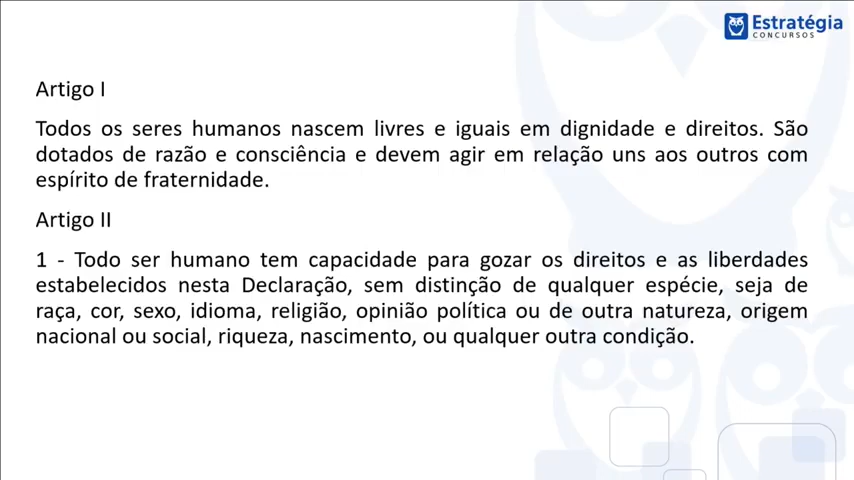 Estratégia
CONCURSOS
Artigo I
Todos os seres humanos nascem livres e iguais em dignidade e direitos. São
dotados de razão e consciência e devem agir em relação uns aos outros com
espírito de fraternidade.
Artigo II
1 - Todo ser humano tem capacidade para gozar os direitos e as liberdades
estabelecidos nesta Declaração, sem distinção de qualquer espécie, seja de
raça, cor, sexo, idioma, religião, opinião política ou de outra natureza, origem
nacional ou social, riqueza, nascimento, ou qualquer outra condição.